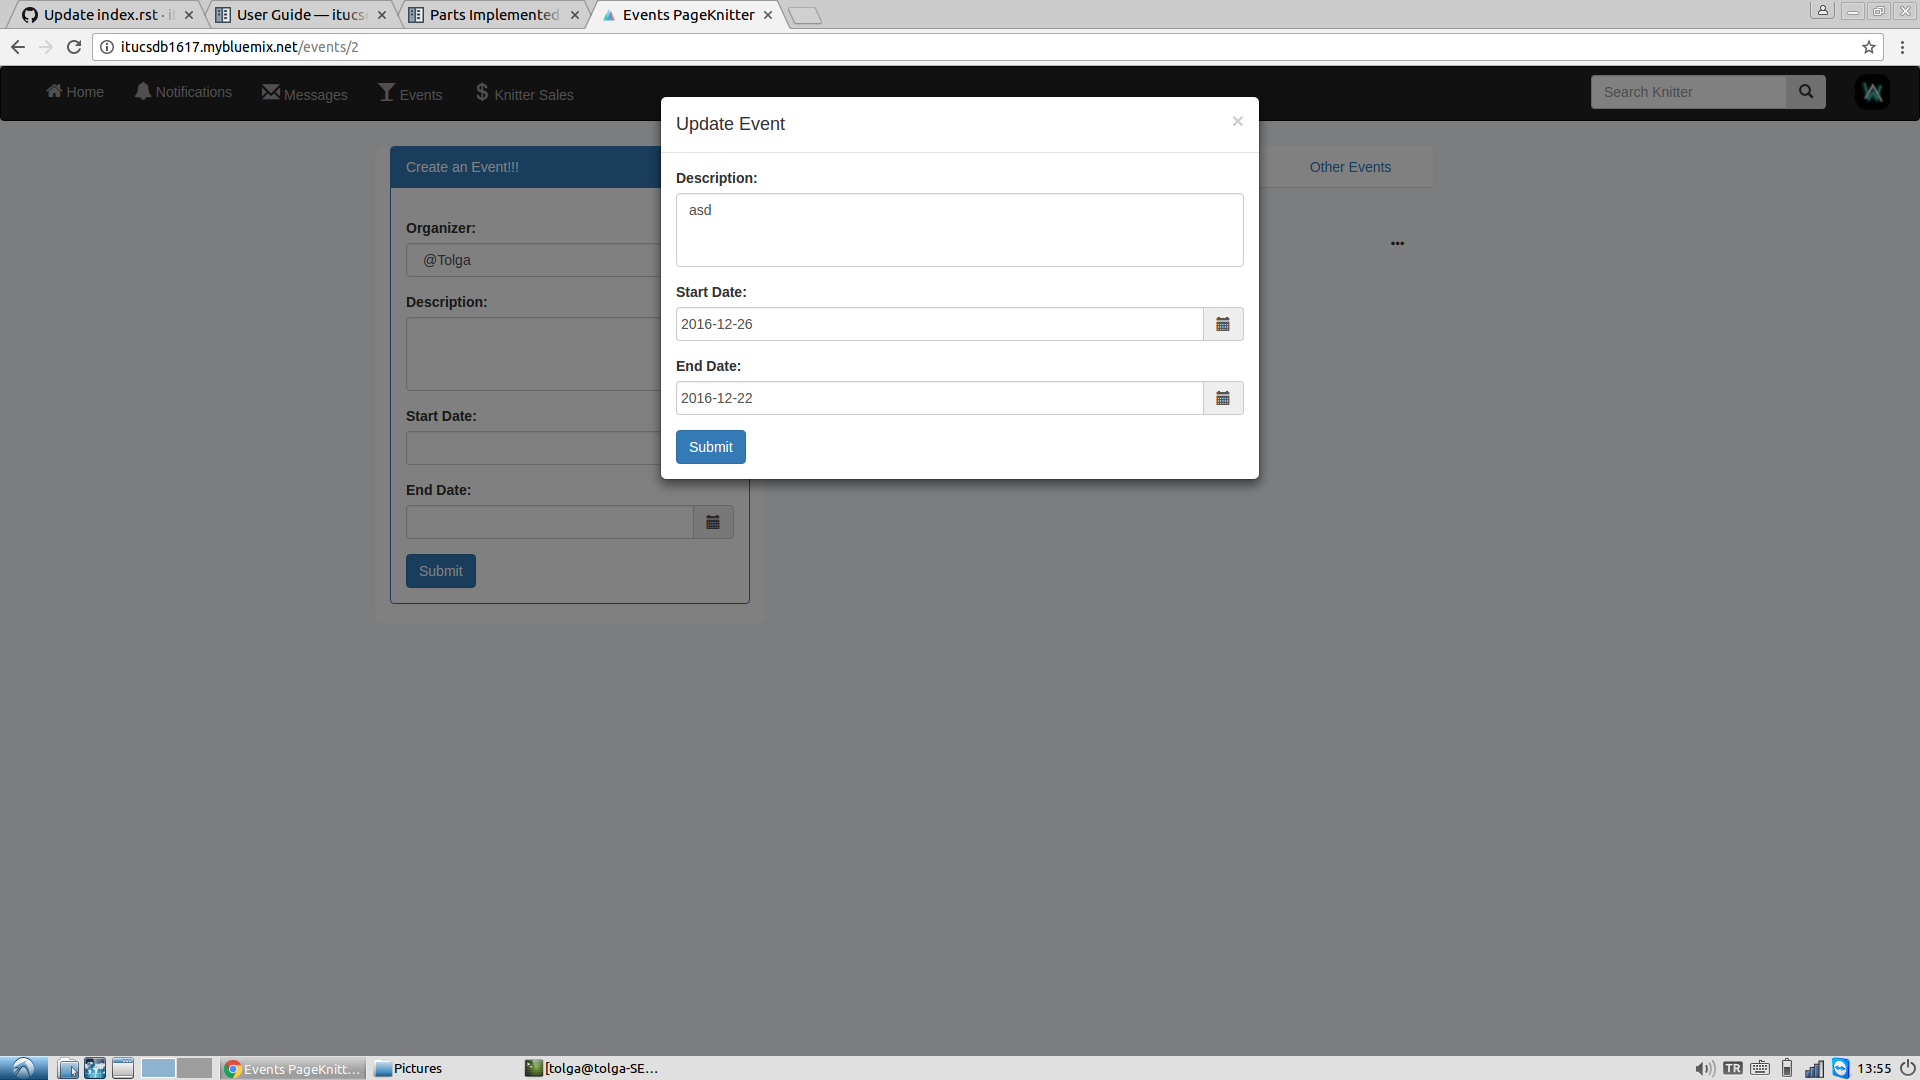 Update index.rst · it
User Guide — itucs
Parts Implemented
Events PageKnitter
itucsdb1617.mybluemix.net/events/2
Home
Notifications
Messages
Events
Knitter Sales
Search Knitter
Update Event
×
Description:
asd
Start Date:
2016-12-26
End Date:
2016-12-22
Submit
Create an Event!!!
Organizer:
@Tolga
Description:
Start Date:
End Date:
Submit
Other Events
•••
Events PageKnitt...
Pictures
[tolga@tolga-SE...
TR
13:55